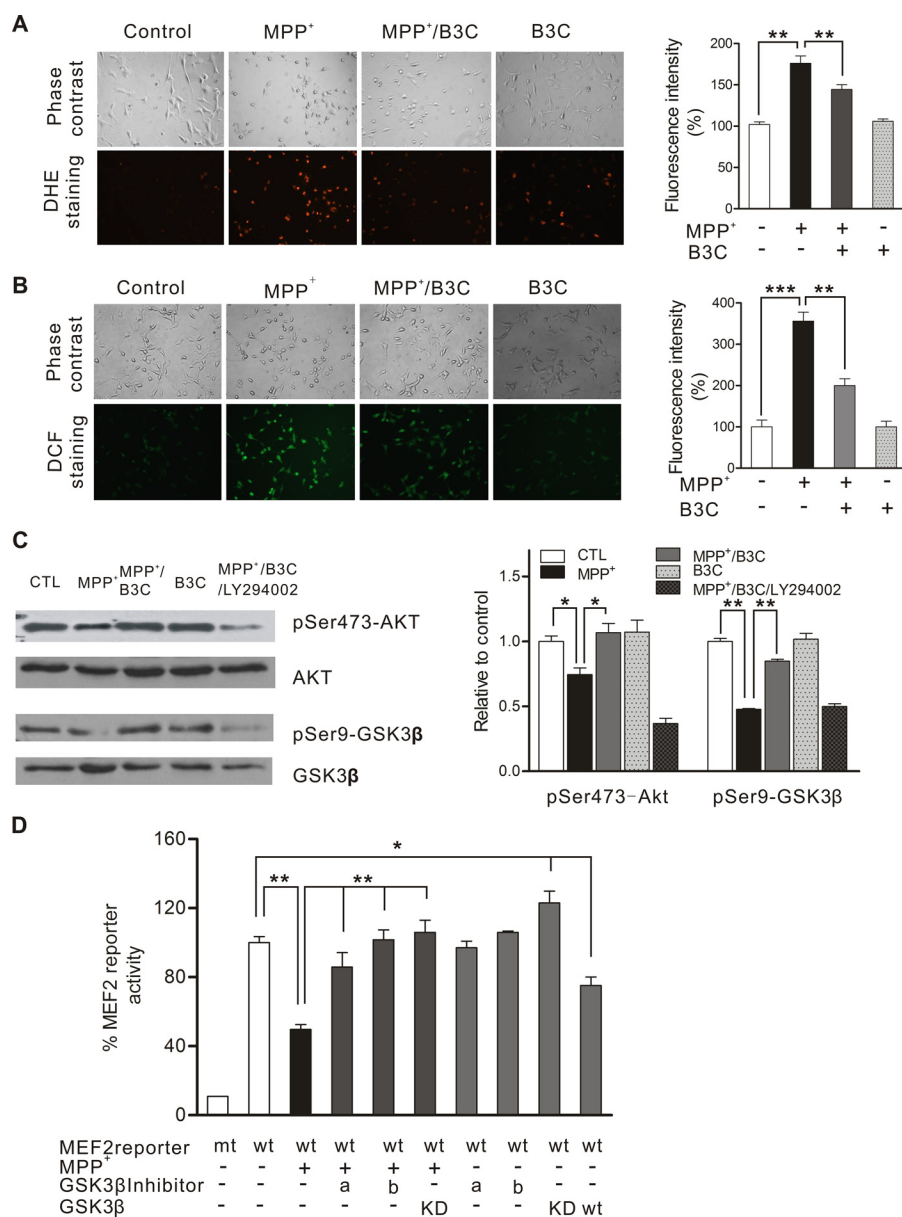 A
Control MPP⁺ MPP⁺/B3C B3C
Phase contrast
DHE staining
Fluorescence intensity (%)
200
150
100
50
0
** **
MPP⁺ - + + -
B3C - - + +
B
Control MPP⁺ MPP⁺/B3C B3C
Phase contrast
DCF staining
Fluorescence intensity (%)
400
300
200
100
0
*** **
MPP⁺ - + + -
B3C - - + +
C
CTL MPP⁺ MPP⁺/B3C B3C MPP⁺/B3C/LY294002
pSer473-AKT
AKT
pSer9-GSK3β
GSK3β
CTL
MPP⁺
MPP⁺/B3C
B3C
MPP⁺/B3C/LY294002
Relative to control
1.5
1.0
0.5
0.0
* * ** **
pSer473-Akt pSer9-GSK3β
D
% MEF2 reporter activity
160
120
80
40
0
*
** **
MEF2reporter mt wt wt wt wt wt wt wt wt wt
MPP⁺ - - + + + + - - - -
GSK3βInhibitor - - - a b - a b - -
GSK3β - - - - - KD - - KD wt